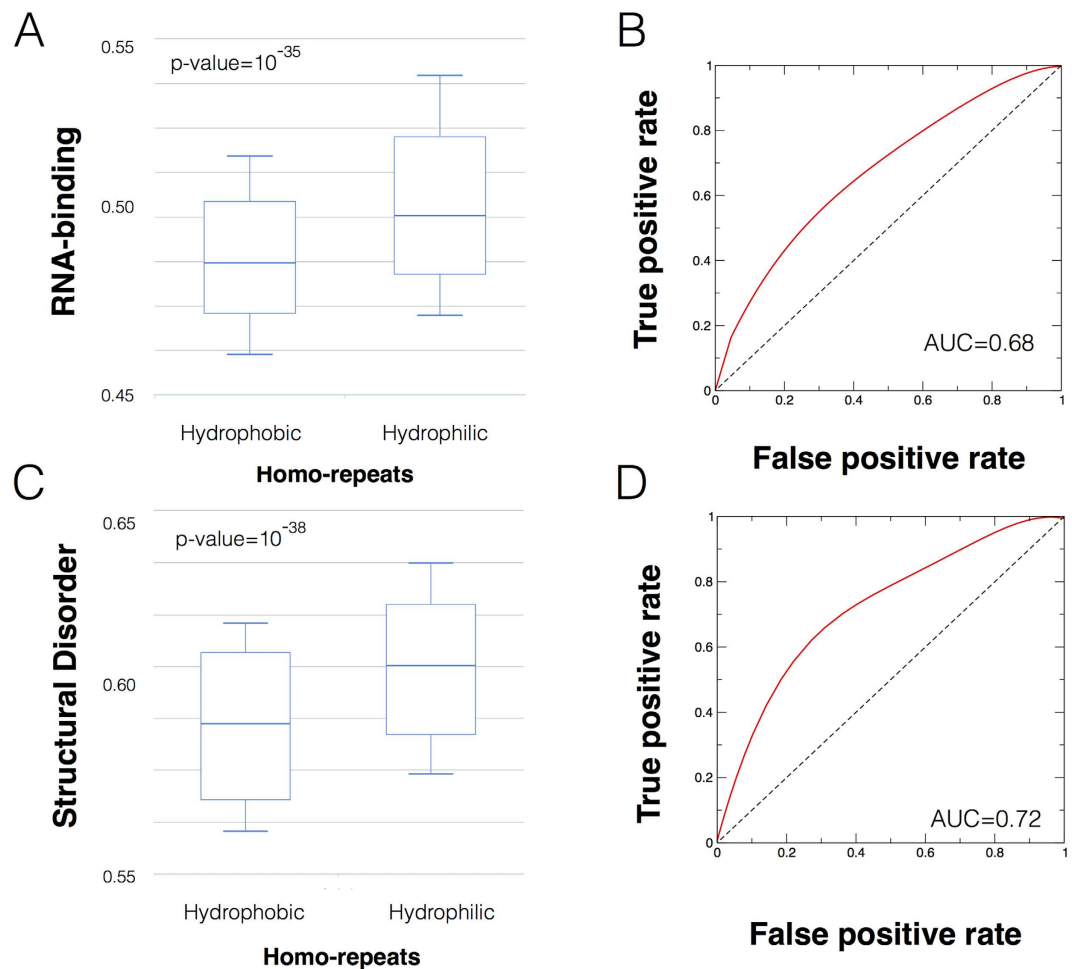 A
p-value=10^-35
0.55
0.50
0.45
RNA-binding
Hydrophobic
Hydrophilic
Homo-repeats
B
True positive rate
1
0.8
0.6
0.4
0.2
0
0
0.2
0.4
0.6
0.8
1
AUC=0.68
False positive rate
C
p-value=10^-38
0.65
0.60
0.55
Structural Disorder
Hydrophobic
Hydrophilic
Homo-repeats
D
True positive rate
1
0.8
0.6
0.4
0.2
0
0
0.2
0.4
0.6
0.8
1
AUC=0.72
False positive rate